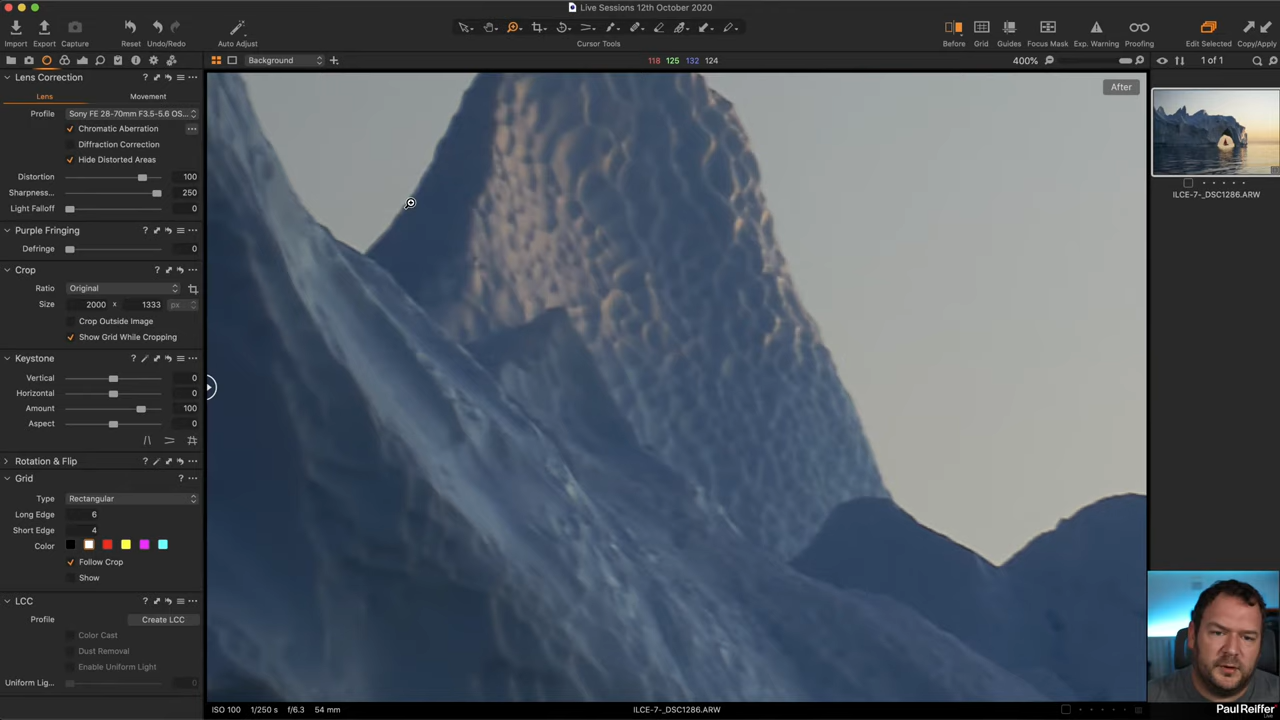 Live Sessions 12th October 2020
Import Export Capture Reset Undo/Redo Auto Adjust Cursor Tools Before Grid Guides Focus Mask Exp. Warning Proofing Edit Selected Copy/Apply
Background 118 125 132 124 400% 1 of 1
Lens Correction ?
Lens Movement
Profile Sony FE 28-70mm F3.5-5.6 OS...
Chromatic Aberration
Diffraction Correction
Hide Distorted Areas
Distortion 100
Sharpness... 250
Light Falloff 0
Purple Fringing
Defringe 0
Crop ?
Ratio Original
Size 2000 x 1333 px
Crop Outside Image
Show Grid While Cropping
Keystone ?
Vertical 0
Horizontal 0
Amount 100
Aspect 0
Rotation & Flip
Grid ?
Type Rectangular
Long Edge 6
Short Edge 4
Color
Follow Crop
Show
LCC ?
Profile Create LCC
Color Cast
Dust Removal
Enable Uniform Light
Uniform Lig... 0
After
ILCE-7-_DSC1286.ARW
ISO 100 1/250 s f/6.3 54 mm ILCE-7-_DSC1286.ARW
Paul Reiffer
Live